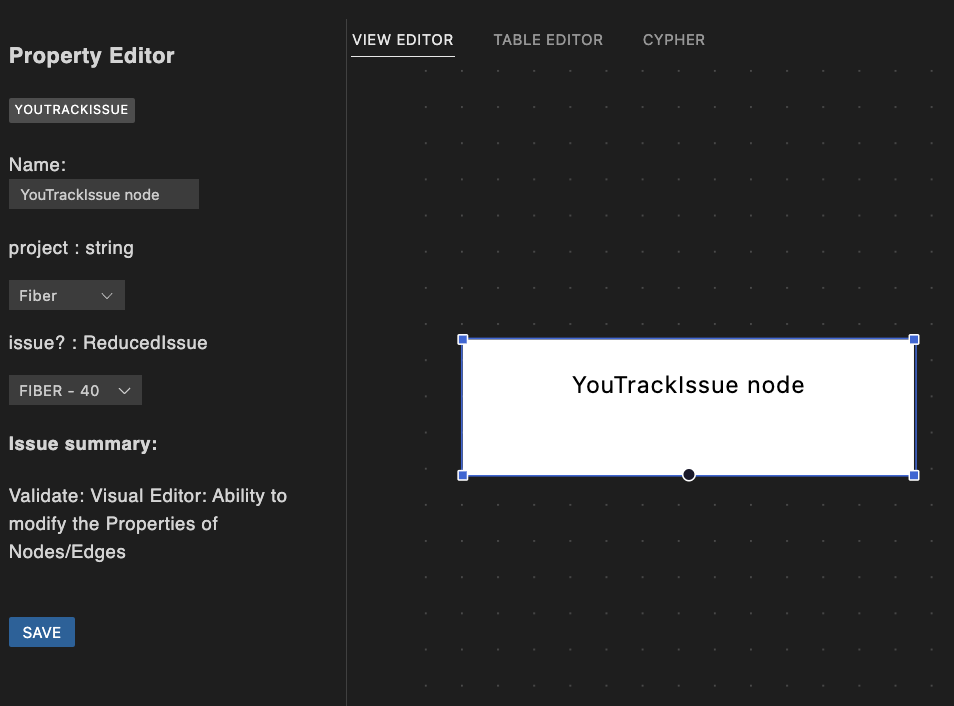 Property Editor
YOUTRACKISSUE
Name:
YouTrackIssue node
project : string
Fiber
issue? : ReducedIssue
FIBER - 40
Issue summary:
Validate: Visual Editor: Ability to
modify the Properties of
Nodes/Edges
SAVE
VIEW EDITOR
TABLE EDITOR
CYPHER
YouTrackIssue node